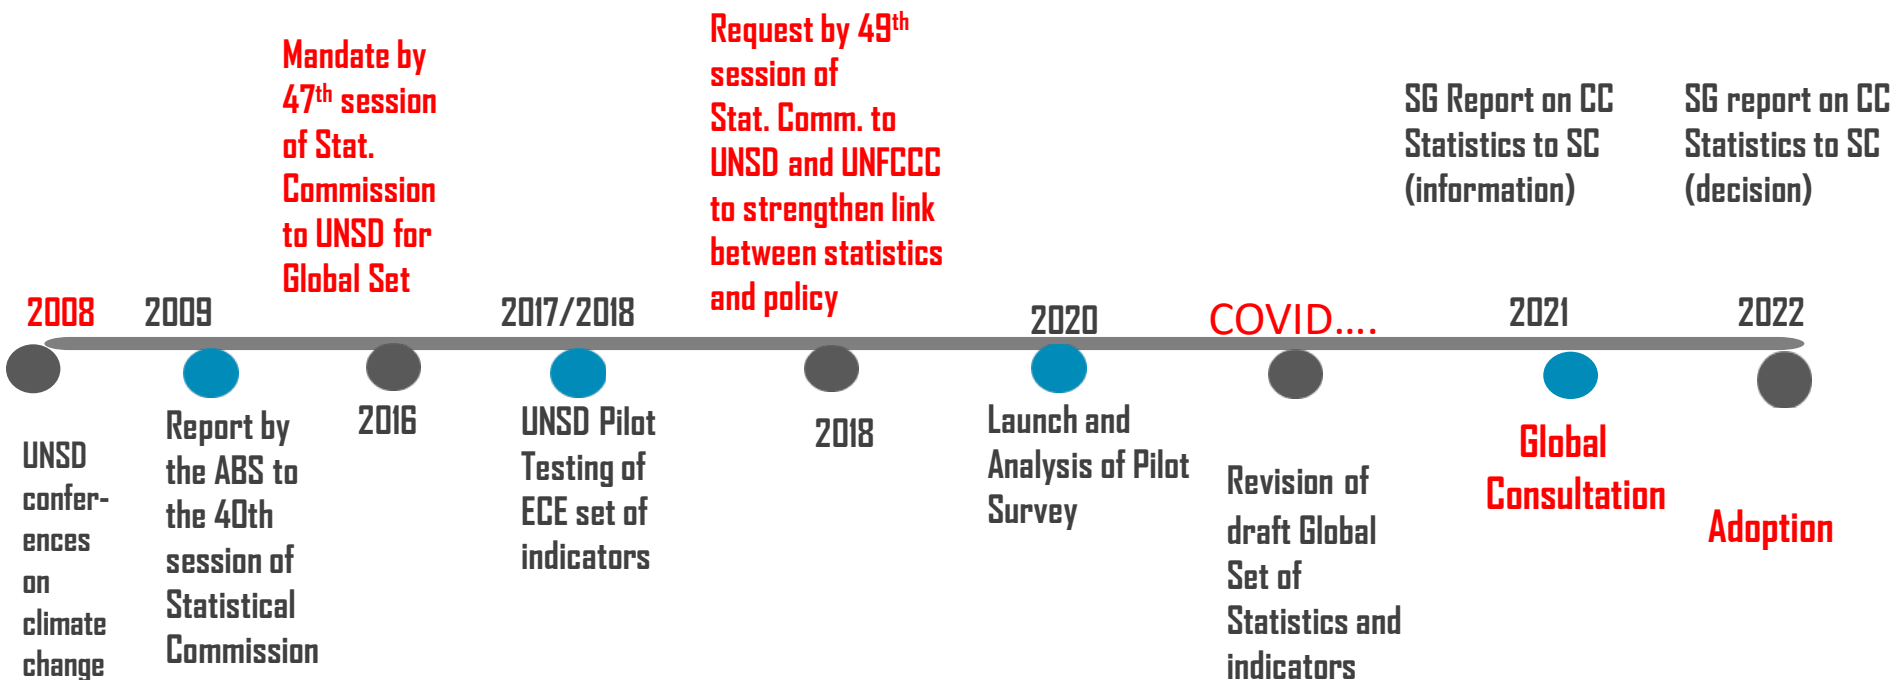 2008
UNSD
confer-
ences
on
climate
change
2009
Report by
the ABS to
the 40th
session of
Statistical
Commission
Mandate by
47th session
of Stat.
Commission
to UNSD for
Global Set
2016
2017/2018
UNSD Pilot
Testing of
ECE set of
indicators
Request by 49th
session of
Stat. Comm. to
UNSD and UNFCCC
to strengthen link
between statistics
and policy
2018
2020
Launch and
Analysis of Pilot
Survey
COVID....
Revision of
draft Global
Set of
Statistics and
indicators
SG Report on CC
Statistics to SC
(information)
2021
Global
Consultation
SG report on CC
Statistics to SC
(decision)
2022
Adoption